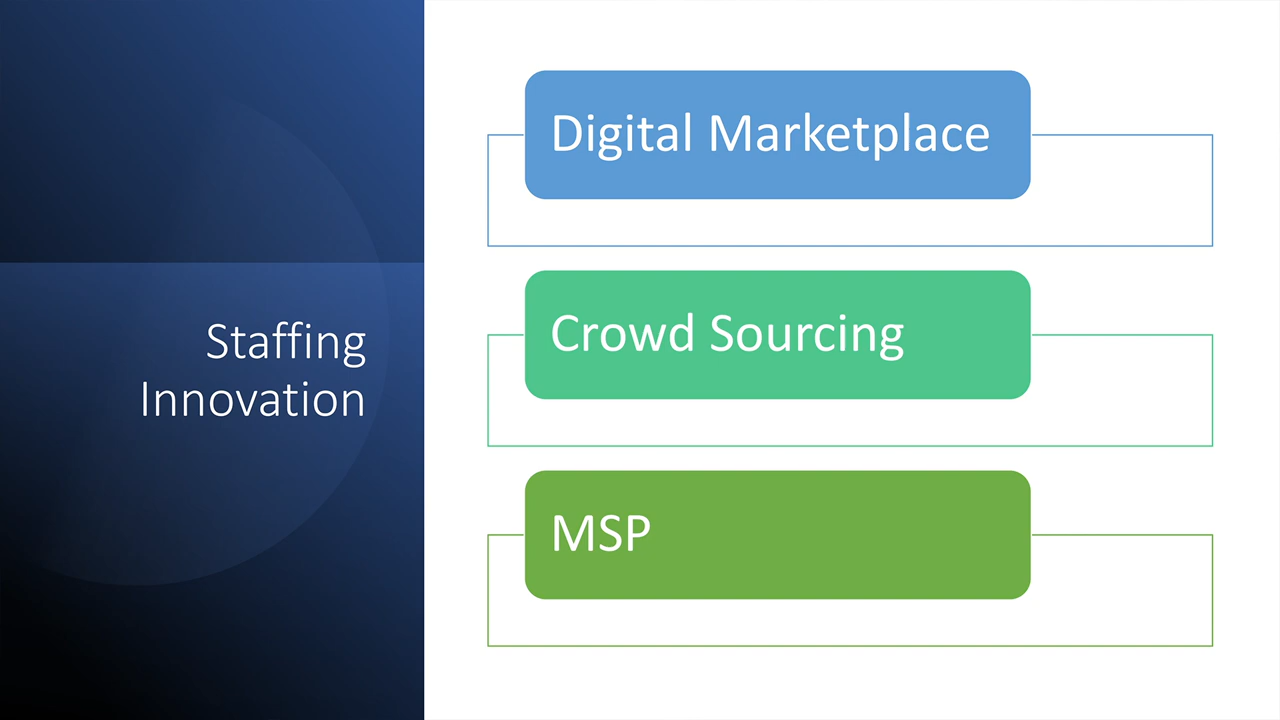 Staffing
Innovation
Digital Marketplace
Crowd Sourcing
MSP